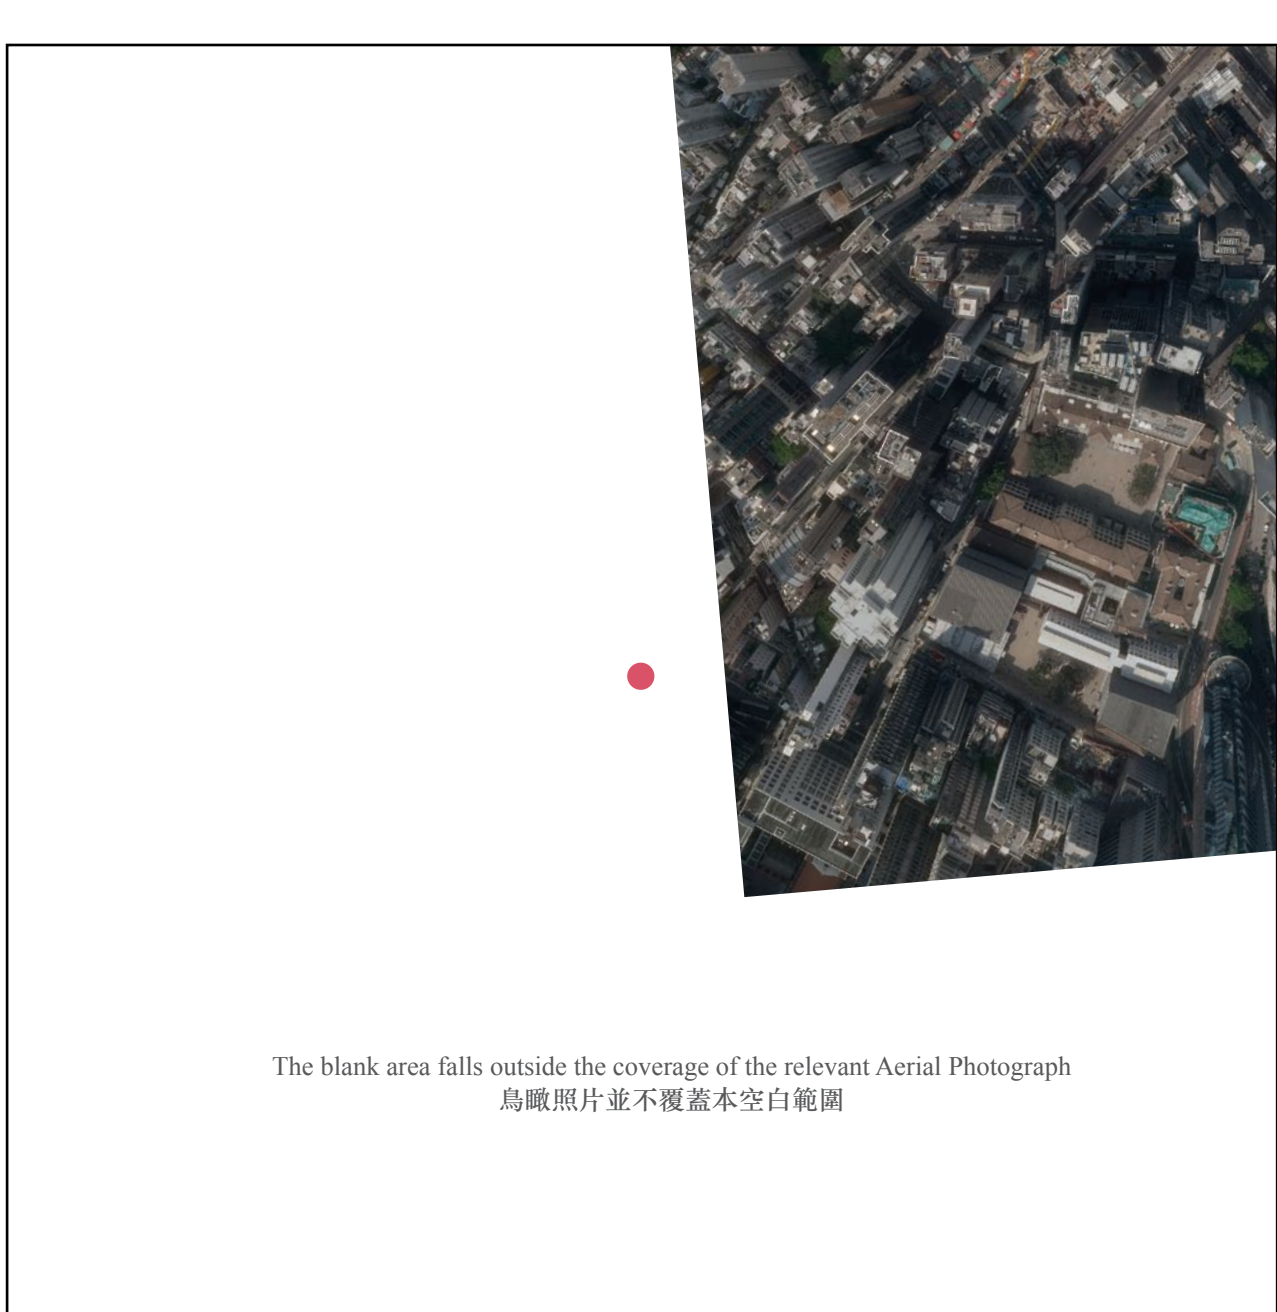 The blank area falls outside the coverage of the relevant Aerial Photograph
鳥瞰照片並不覆蓋本空白範圍